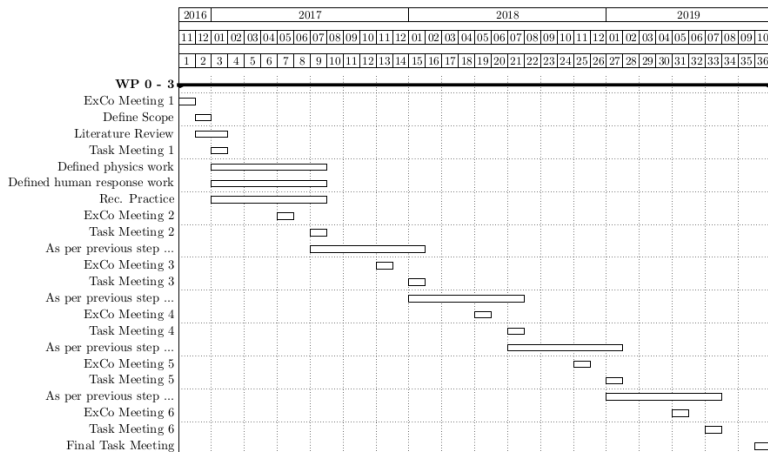 2016 2017 2018 2019
11 12 01 02 03 04 05 06 07 08 09 10 11 12 01 02 03 04 05 06 07 08 09 10 11 12 01 02 03 04 05 06 07 08 09 10
1 2 3 4 5 6 7 8 9 10 11 12 13 14 15 16 17 18 19 20 21 22 23 24 25 26 27 28 29 30 31 32 33 34 35 36
WP 0 - 3
ExCo Meeting 1
Define Scope
Literature Review
Task Meeting 1
Defined physics work
Defined human response work
Rec. Practice
ExCo Meeting 2
Task Meeting 2
As per previous step ...
ExCo Meeting 3
Task Meeting 3
As per previous step ...
ExCo Meeting 4
Task Meeting 4
As per previous step ...
ExCo Meeting 5
Task Meeting 5
As per previous step ...
ExCo Meeting 6
Task Meeting 6
Final Task Meeting